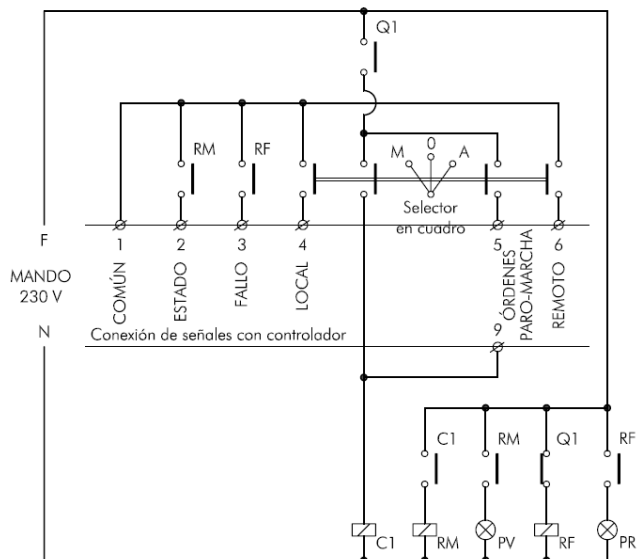 Q1
RM
RF
M
0
A
Selector
en cuadro
F
MANDO
230 V
N
1
2
3
4
5
6
COMÚN
ESTADO
FALLO
LOCAL
ÓRDENES
PARO-MARCHA
REMOTO
9
Conexión de señales con controlador
C1
RM
Q1
RF
C1
RM
PV
RF
PR